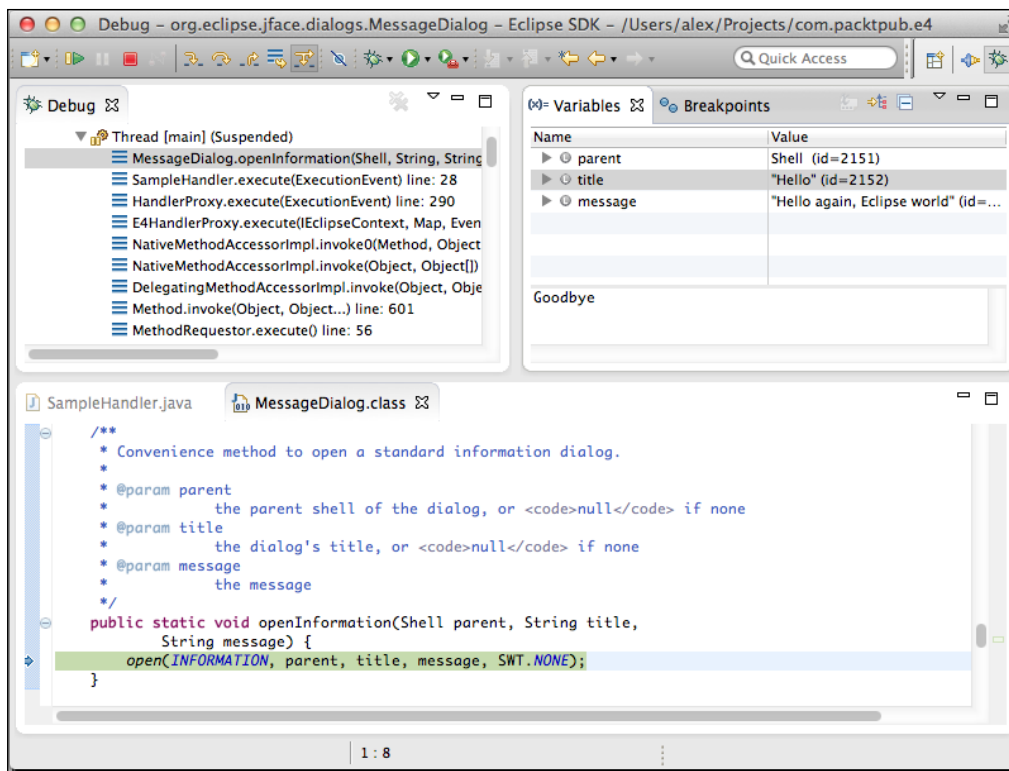 Debug – org.eclipse.jface.dialogs.MessageDialog – Eclipse SDK – /Users/alex/Projects/com.packtpub.e4
Quick Access
Debug
Thread [main] (Suspended)
MessageDialog.openInformation(Shell, String, String
SampleHandler.execute(ExecutionEvent) line: 28
HandlerProxy.execute(ExecutionEvent) line: 290
E4HandlerProxy.execute(IEclipseContext, Map, Even
NativeMethodAccessorImpl.invoke0(Method, Object
NativeMethodAccessorImpl.invoke(Object, Object[])
DelegatingMethodAccessorImpl.invoke(Object, Obje
Method.invoke(Object, Object...) line: 601
MethodRequestor.execute() line: 56
(x)= Variables Breakpoints
Name Value
parent Shell (id=2151)
title "Hello" (id=2152)
message "Hello again, Eclipse world" (id=...
Goodbye
SampleHandler.java MessageDialog.class
/**
* Convenience method to open a standard information dialog.
*
* @param parent
* the parent shell of the dialog, or <code>null</code> if none
* @param title
* the dialog's title, or <code>null</code> if none
* @param message
* the message
*/
public static void openInformation(Shell parent, String title,
String message) {
open(INFORMATION, parent, title, message, SWT.NONE);
}
1 : 8